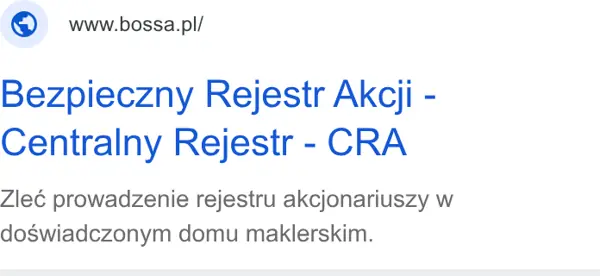 www.bossa.pl/
Bezpieczny Rejestr Akcji -
Centralny Rejestr - CRA
Zleć prowadzenie rejestru akcjonariuszy w
doświadczonym domu maklerskim.